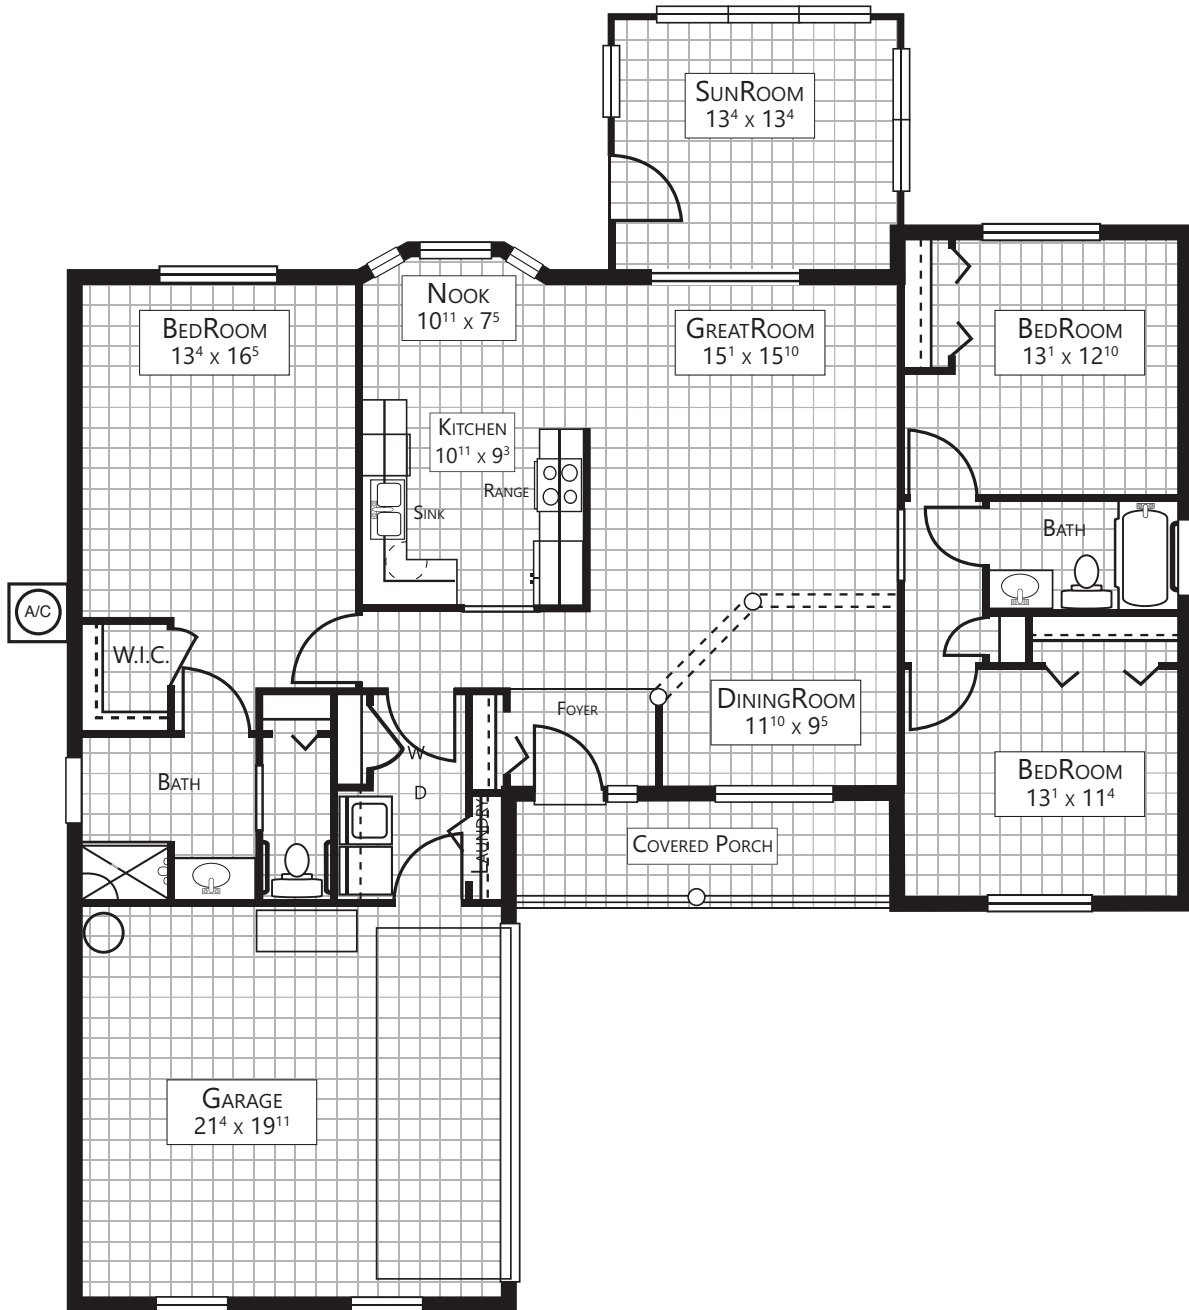 SUNROOM
13⁴ x 13⁴
NOOK
10¹¹ x 7⁵
BEDROOM
13⁴ x 16⁵
GREATROOM
15¹ x 15¹⁰
BEDROOM
13¹ x 12¹⁰
KITCHEN
10¹¹ x 9³
RANGE
SINK
BATH
A/C
W.I.C.
DININGROOM
11¹⁰ x 9⁵
FOYER
W
D
BATH
BEDROOM
13¹ x 11⁴
LAUNDRY
COVERED PORCH
GARAGE
21⁴ x 19¹¹